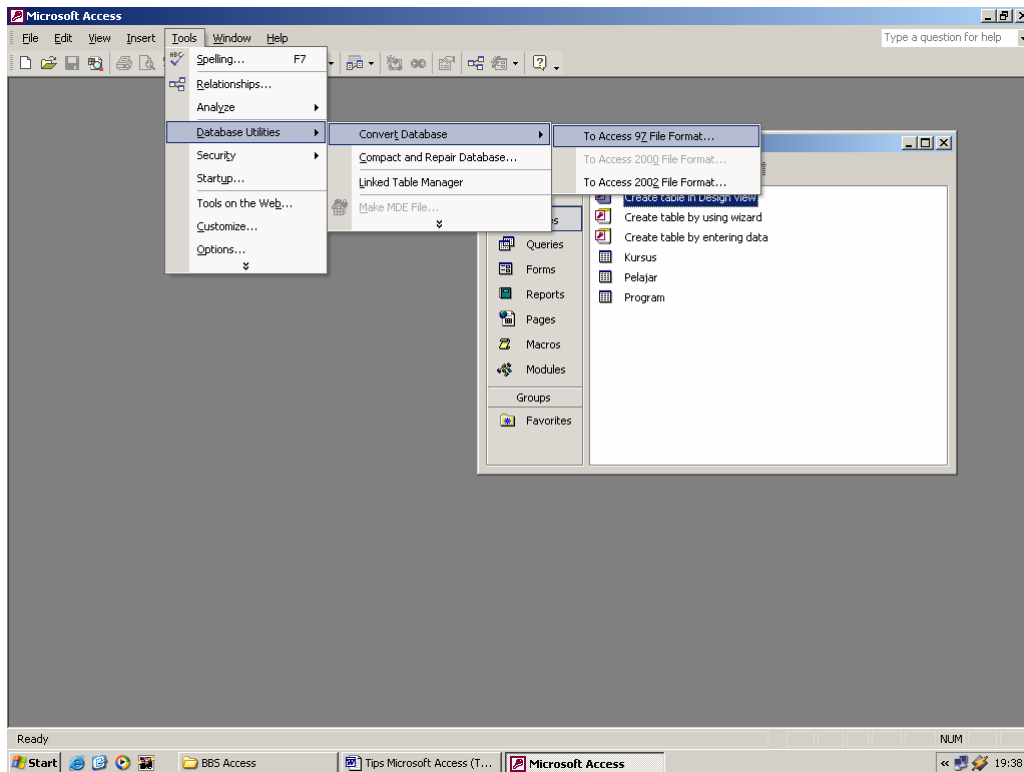 Microsoft Access
File Edit View Insert Tools Window Help
Type a question for help
ABC
Spelling... F7
Relationships...
Analyze
Database Utilities
Security
Startup...
Tools on the Web...
Customize...
Options...
Convert Database
Compact and Repair Database...
Linked Table Manager
Make MDE File...
To Access 97 File Format...
To Access 2000 File Format...
To Access 2002 File Format...
Create table in Design view
Create table by using wizard
Create table by entering data
Kursus
Pelajar
Program
Queries
Forms
Reports
Pages
Macros
Modules
Groups
Favorites
Ready
NUM
Start
BBS Access
Tips Microsoft Access (T...
Microsoft Access
19:38